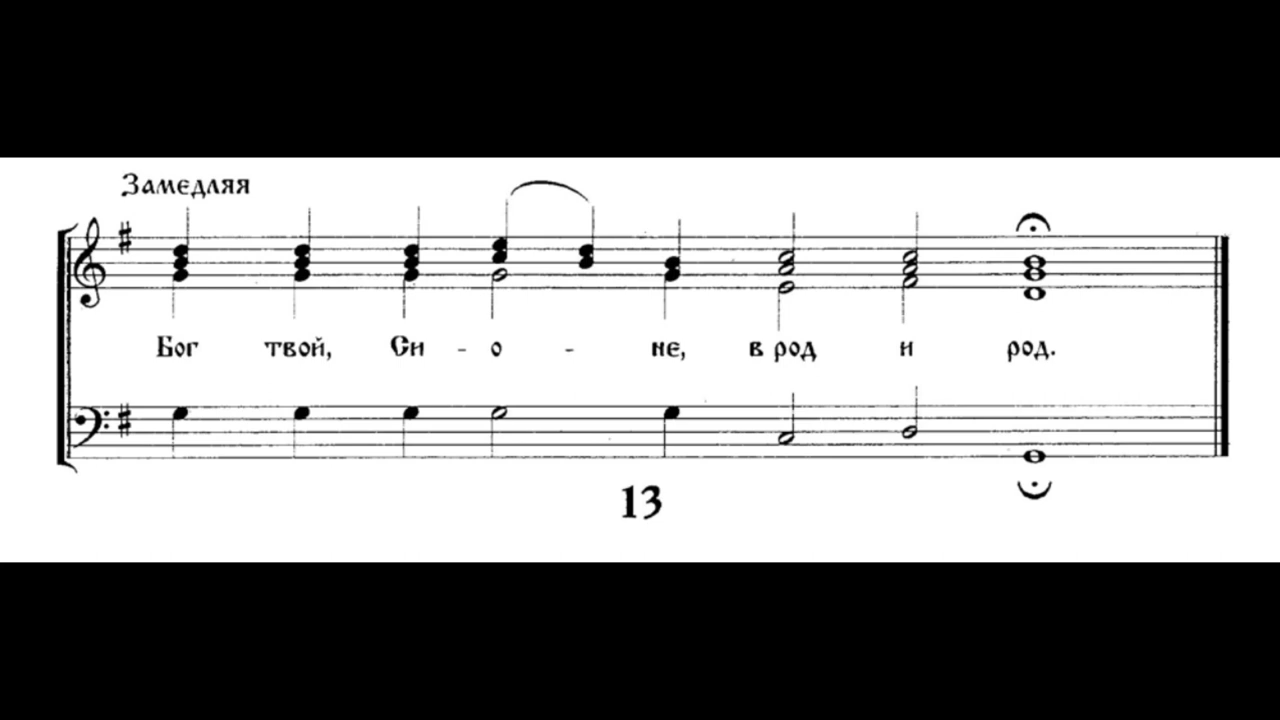 Замедляя
Бог твой, Си - о - не, в род и род.
13